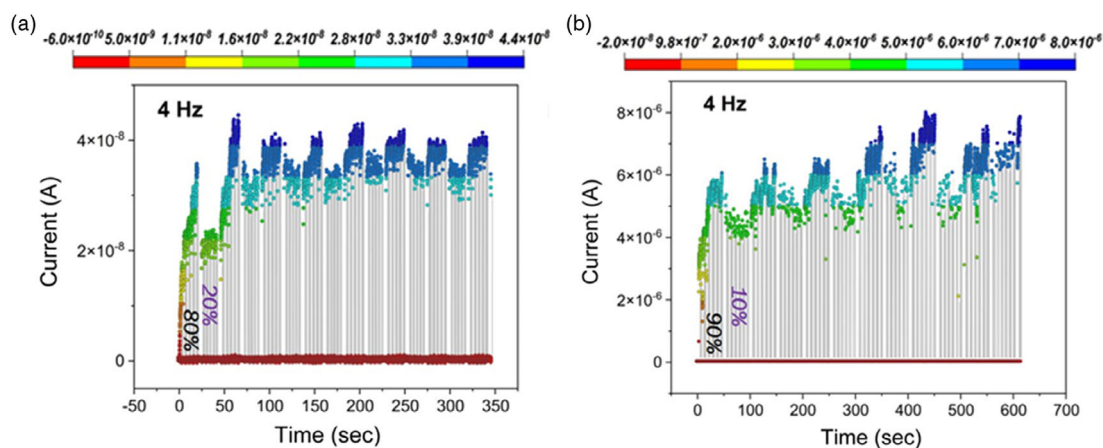 (a)
-6.0×10⁻¹⁰ 5.0×10⁻⁹ 1.1×10⁻⁸ 1.6×10⁻⁸ 2.2×10⁻⁸ 2.8×10⁻⁸ 3.3×10⁻⁸ 3.9×10⁻⁸ 4.4×10⁻⁸
4 Hz
4×10⁻⁸
2×10⁻⁸
0
Current (A)
80%
20%
-50 0 50 100 150 200 250 300 350
Time (sec)
(b)
-2.0×10⁻⁸ 9.8×10⁻⁷ 2.0×10⁻⁶ 3.0×10⁻⁶ 4.0×10⁻⁶ 5.0×10⁻⁶ 6.0×10⁻⁶ 7.0×10⁻⁶ 8.0×10⁻⁶
4 Hz
8×10⁻⁶
6×10⁻⁶
4×10⁻⁶
2×10⁻⁶
0
Current (A)
90%
10%
0 100 200 300 400 500 600 700
Time (sec)